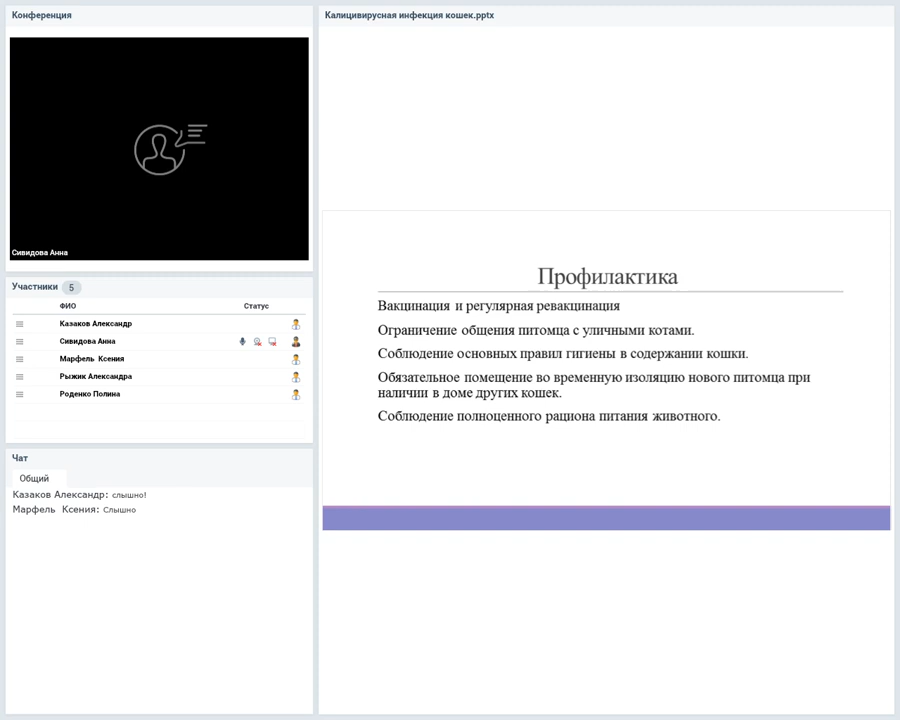 Конференция
Сивидова Анна
Участники 5
ФИО Статус
Казаков Александр
Сивидова Анна
Марфель Ксения
Рыжик Александра
Роденко Полина
Чат
Общий
Казаков Александр: слышно!
Марфель Ксения: Слышно
Калицивирусная инфекция кошек.pptx
Профилактика
Вакцинация и регулярная ревакцинация
Ограничение общения питомца с уличными котами.
Соблюдение основных правил гигиены в содержании кошки.
Обязательное помещение во временную изоляцию нового питомца при
наличии в доме других кошек.
Соблюдение полноценного рациона питания животного.